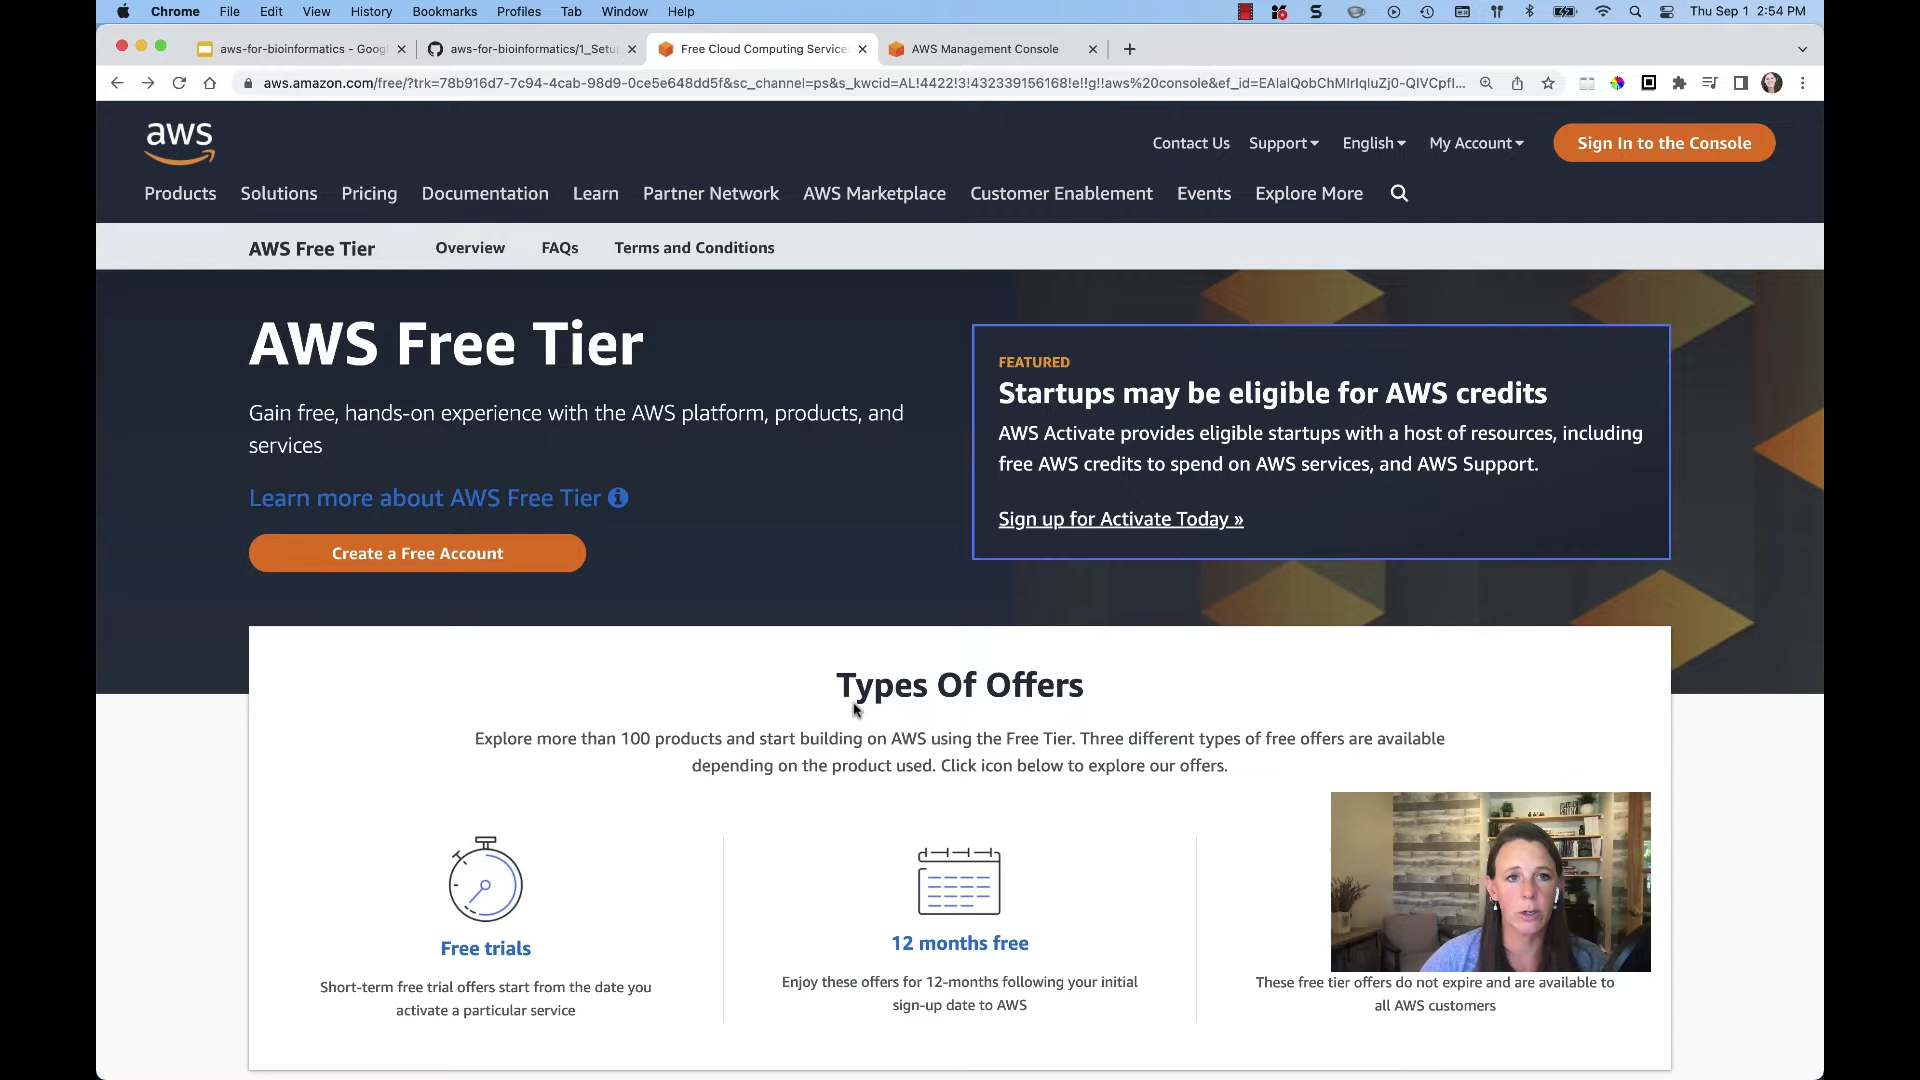 Chrome File Edit View History Bookmarks Profiles Tab Window Help Thu Sep 1 2:54 PM
aws-for-bioinformatics - Goog aws-for-bioinformatics/1_Setu Free Cloud Computing Service AWS Management Console
aws.amazon.com/free/?trk=78b916d7-7c94-4cab-98d9-0ce5e648dd5f&sc_channel=ps&s_kwcid=AL!4422!3!432339156168!e!!g!!aws%20console&ef_id=EAIaIQobChMIrIqIuZj0-QIVCpfI...
aws
Contact Us Support English My Account Sign In to the Console
Products Solutions Pricing Documentation Learn Partner Network AWS Marketplace Customer Enablement Events Explore More
AWS Free Tier Overview FAQs Terms and Conditions
AWS Free Tier
Gain free, hands-on experience with the AWS platform, products, and
services
Learn more about AWS Free Tier
Create a Free Account
FEATURED
Startups may be eligible for AWS credits
AWS Activate provides eligible startups with a host of resources, including
free AWS credits to spend on AWS services, and AWS Support.
Sign up for Activate Today »
Types Of Offers
Explore more than 100 products and start building on AWS using the Free Tier. Three different types of free offers are available
depending on the product used. Click icon below to explore our offers.
Free trials
Short-term free trial offers start from the date you
activate a particular service
12 months free
Enjoy these offers for 12-months following your initial
sign-up date to AWS
These free tier offers do not expire and are available to
all AWS customers